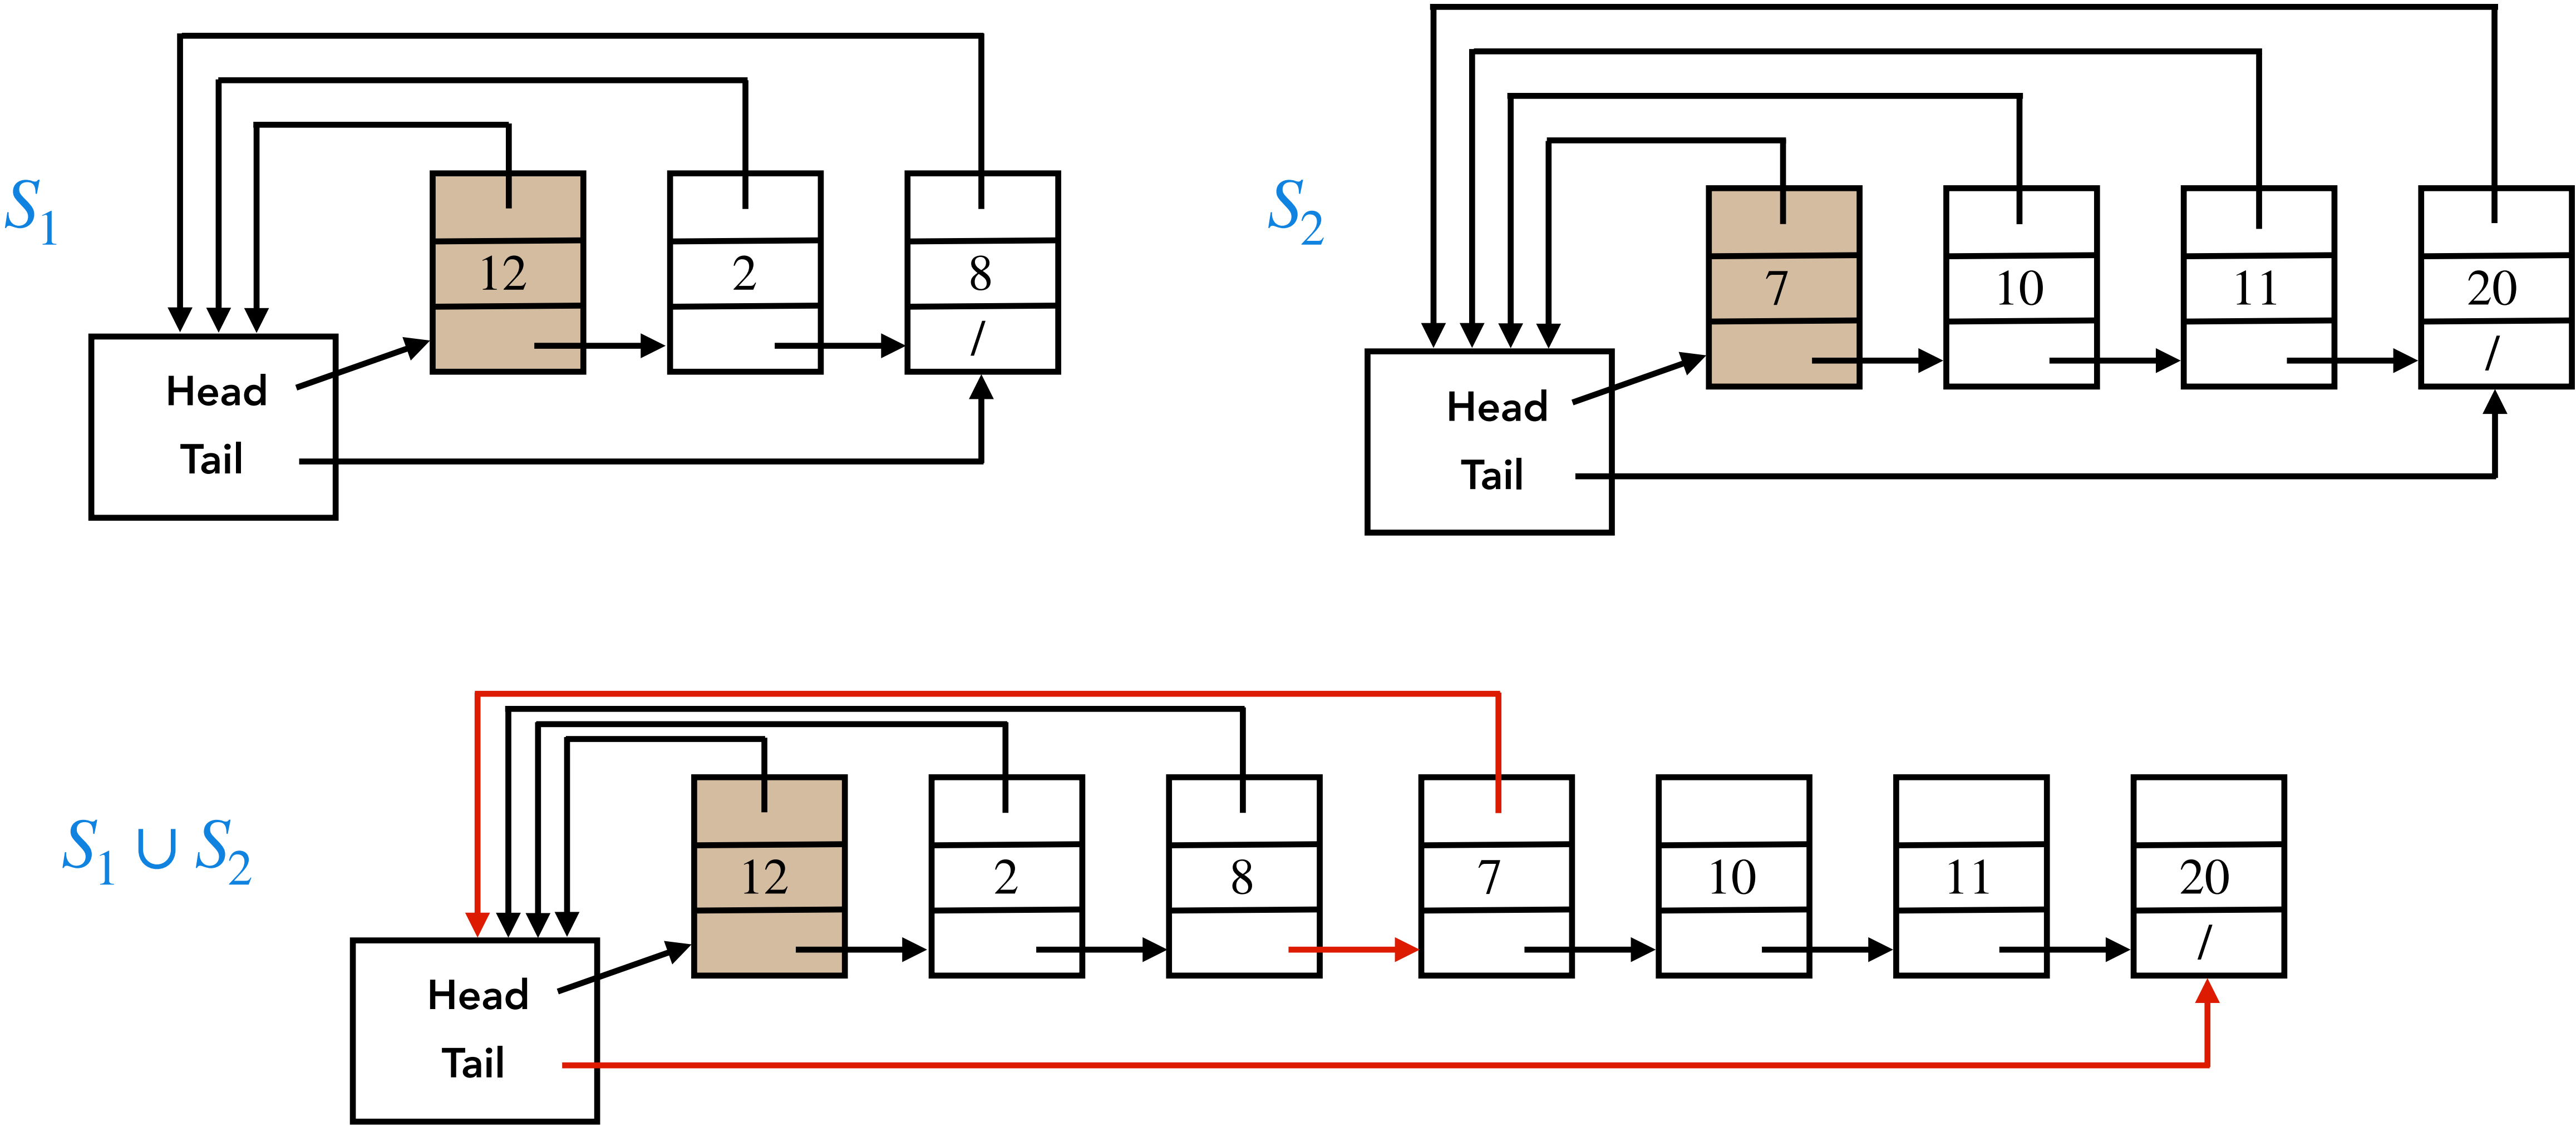 S₁
12 2 8
/
Head
Tail
S₂
7 10 11 20
/
Head
Tail
S₁ ∪ S₂
12 2 8 7 10 11 20
/
Head
Tail